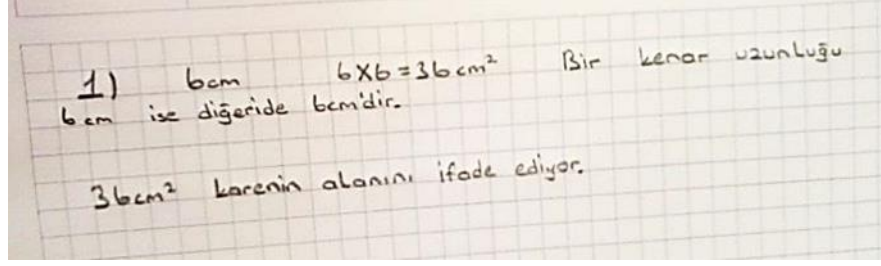 1) 6cm 6X6=36cm² Bir kenar uzunluğu
6cm ise diğeride 6cm'dir.
36cm² karenin alanını ifade ediyor.